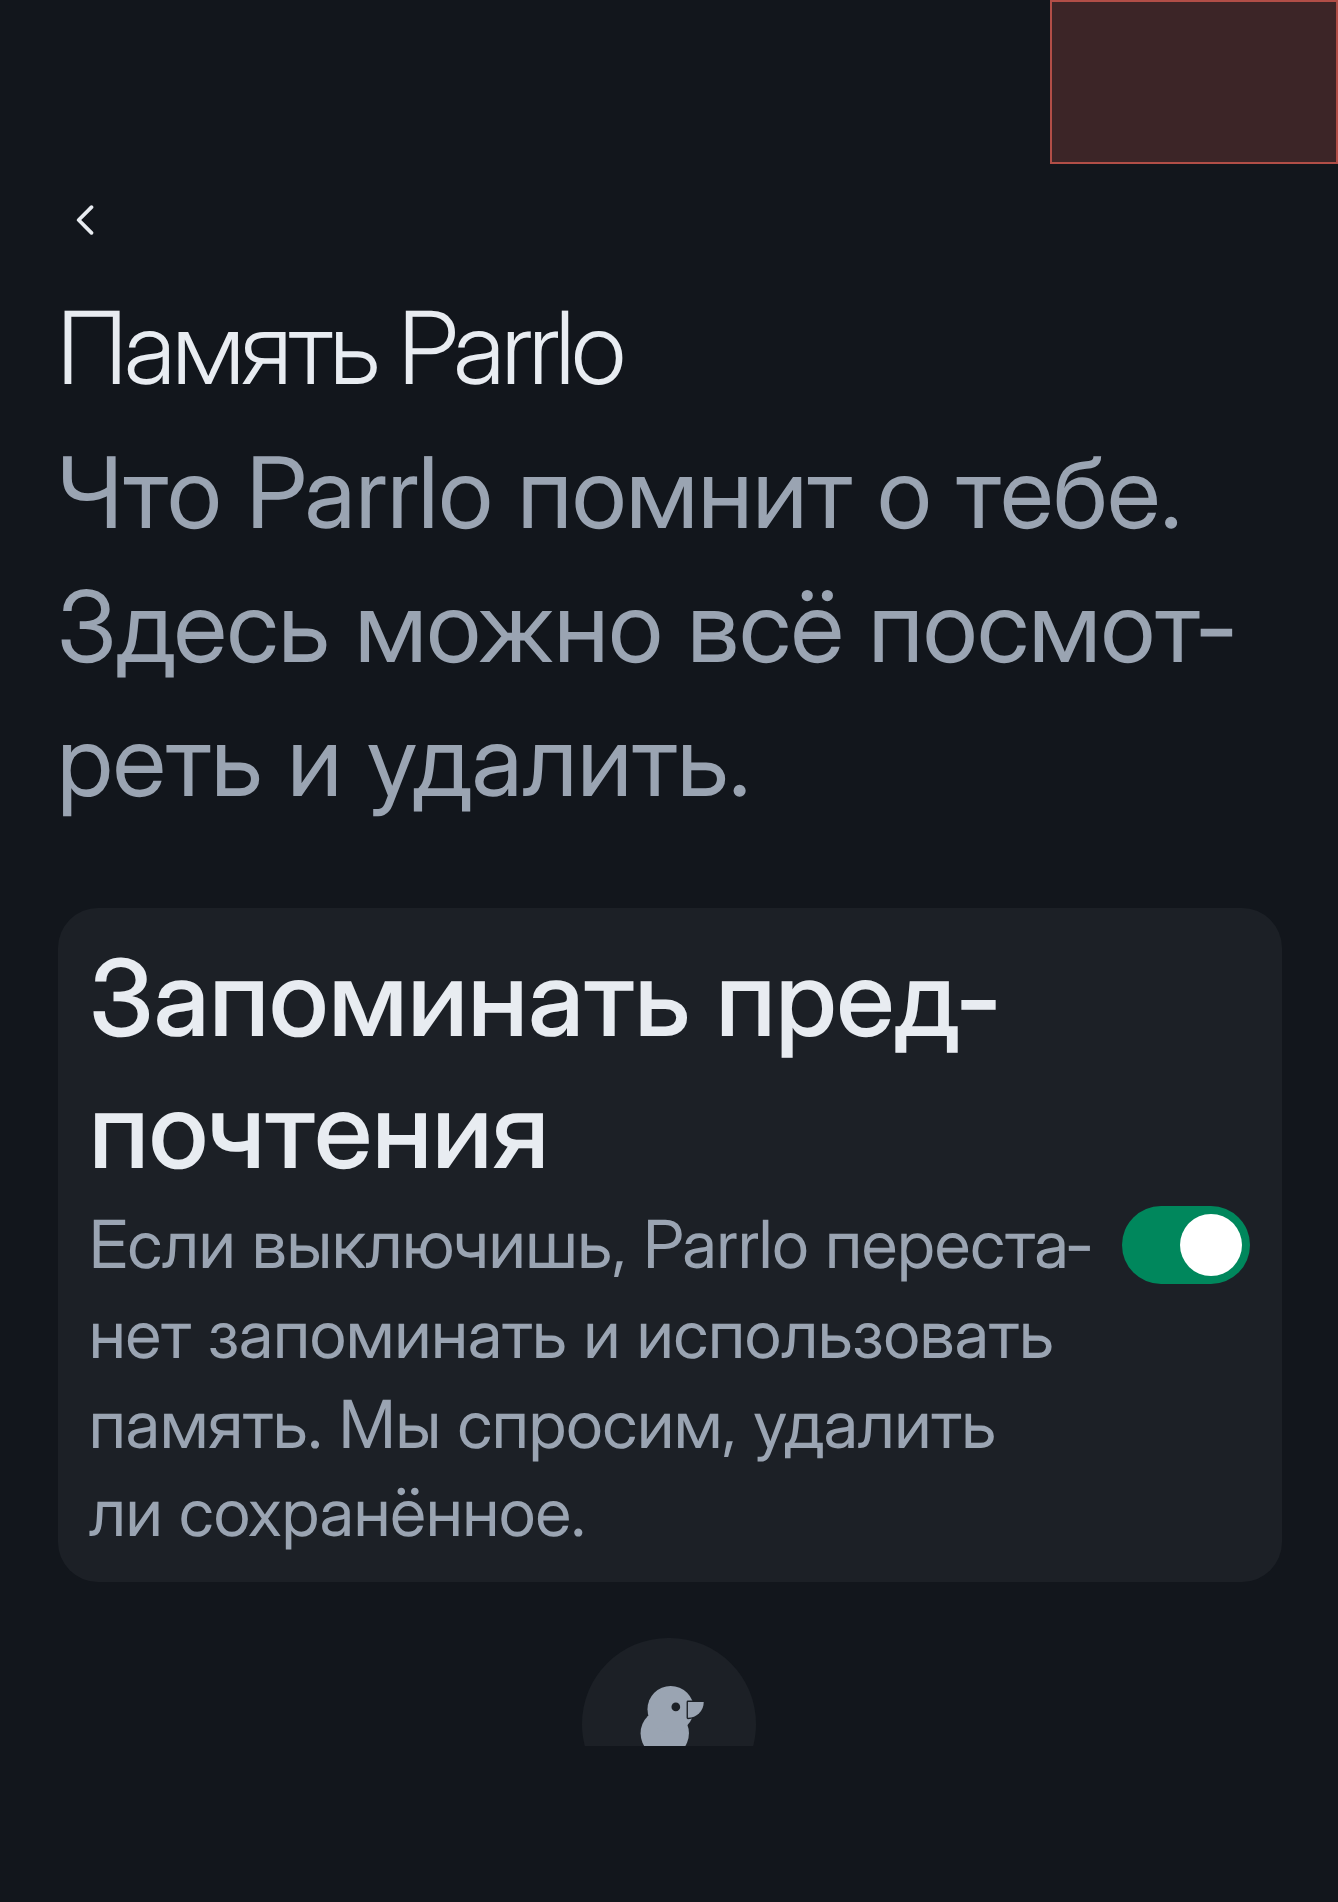 Память Parrlo
Что Parrlo помнит о тебе.
Здесь можно всё посмот-
реть и удалить.
Запоминать пред-
почтения
Если выключишь, Parrlo переста-
нет запоминать и использовать
память. Мы спросим, удалить
ли сохранённое.